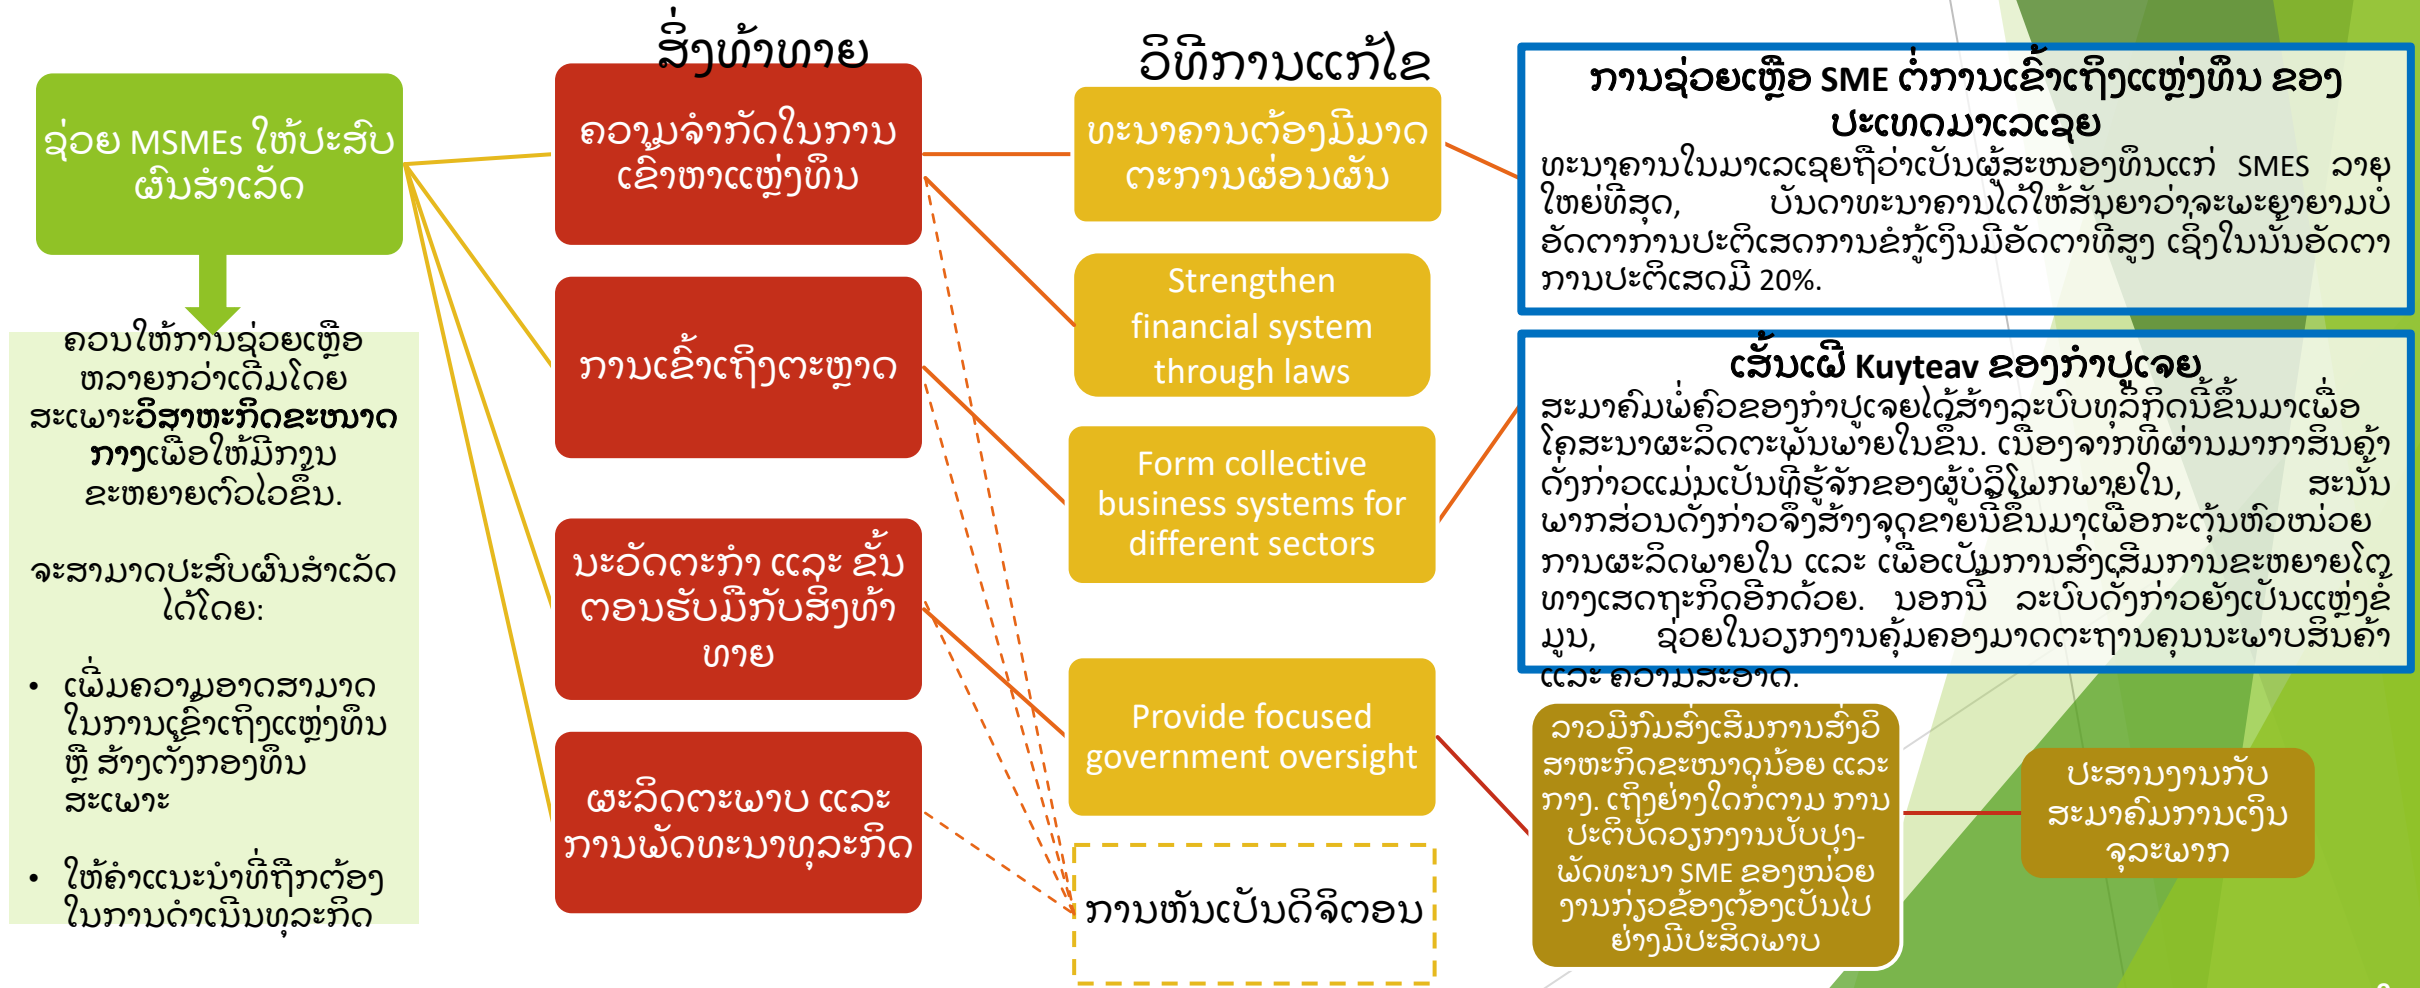 ສິ່ງທ້າທາຍ
ວິທີການແກ້ໄຂ
ຊ່ວຍ MSMEs ໃຫ້ປະສົບ
ຜົນສຳເລັດ
ຄວນໃຫ້ການຊ່ວຍເຫຼືອ
ຫລາຍກວ່າເດີມໂດຍ
ສະເພາະວິສາຫະກິດຂະໜາດ
ກາງເພື່ອໃຫ້ມີການ
ຂະຫຍາຍຕົວໄວຂຶ້ນ.
ຈະສາມາດປະສົບຜົນສຳເລັດ
ໄດ້ໂດຍ:
• ເພີ່ມຄວາມອາດສາມາດ
ໃນການເຂົ້າເຖິງແຫຼ່ງທຶນ
ຫຼື ສ້າງຕັ້ງກອງທຶນ
ສະເພາະ
• ໃຫ້ຄຳແນະນຳທີ່ຖືກຕ້ອງ
ໃນການດຳເນີນທຸລະກິດ
ຄວາມຈຳກັດໃນການ
ເຂົ້າຫາແຫຼ່ງທຶນ
ການເຂົ້າເຖິງຕະຫຼາດ
ນະວັດຕະກຳ ແລະ ຂັ້ນ
ຕອນຮັບມືກັບສິ່ງທ້າ
ທາຍ
ຜະລິດຕະພາບ ແລະ
ການພັດທະນາທຸລະກິດ
ທະນາຄານຕ້ອງມີມາດ
ຕະການຜ່ອນຜັນ
Strengthen
financial system
through laws
Form collective
business systems for
different sectors
Provide focused
government oversight
ການຫັນເປັນດິຈິຕອນ
ການຊ່ວຍເຫຼືອ SME ຕໍ່ການເຂົ້າເຖິງແຫຼ່ງທຶນ ຂອງ
ປະເທດມາເລເຊຍ
ທະນາຄານໃນມາເລເຊຍຖືວ່າເປັນຜູ້ສະໜອງທຶນແກ່ SMES ລາຍ
ໃຫຍ່ທີ່ສຸດ, ບັນດາທະນາຄານໄດ້ໃຫ້ສັນຍາວ່າຈະພະຍາຍາມບໍ່
ອັດຕາການປະຕິເສດການຂໍກູ້ເງິນມີອັດຕາທີ່ສູງ ເຊິ່ງໃນນັ້ນອັດຕາ
ການປະຕິເສດມີ 20%.
ເສັ້ນເຝີ Kuyteav ຂອງກຳປູເຈຍ
ສະມາຄົມພໍ່ຄົວຂອງກຳປູເຈຍໄດ້ສ້າງລະບົບທຸລິກິດນີ້ຂຶ້ນມາເພື່ອ
ໂຄສະນາຜະລິດຕະພັນພາຍໃນຂຶ້ນ. ເນື່ອງຈາກທີ່ຜ່ານມາກາສິນຄ້າ
ດັ່ງກ່າວແມ່ນເປັນທີ່ຮູ້ຈັກຂອງຜູ້ບໍລິໂພກພາຍໃນ, ສະນັ້ນ
ພາກສ່ວນດັ່ງກ່າວຈຶ່ງສ້າງຈຸດຂາຍນີ້ຂຶ້ນມາເພື່ອກະຕຸ້ນຫົວໜ່ວຍ
ການຜະລິດພາຍໃນ ແລະ ເພື່ອເປັນການສົ່ງເສີມການຂະຫຍາຍໂຕ
ທາງເສດຖະກິດອີກດ້ວຍ. ນອກນີ້ ລະບົບດັ່ງກ່າວຍັງເປັນແຫຼ່ງຂໍ້
ມູນ, ຊ່ວຍໃນວຽກງານຄຸ້ມຄອງມາດຕະຖານຄຸນນະພາບສິນຄ້າ
ແລະ ຄວາມສະອາດ.
ລາວມີກົມສົ່ງເສີມການສົ່ງວິ
ສາຫະກິດຂະໜາດນ້ອຍ ແລະ
ກາງ. ເຖິງຢ່າງໃດກໍ່ຕາມ ການ
ປະຕິບັດວຽກງານປັບປຸງ-
ພັດທະນາ SME ຂອງໜ່ວຍ
ງານກ່ຽວຂ້ອງຕ້ອງເປັນໄປ
ຢ່າງມີປະສິດພາບ
ປະສານງານກັບ
ສະມາຄົມການເງິນ
ຈຸລະພາກ